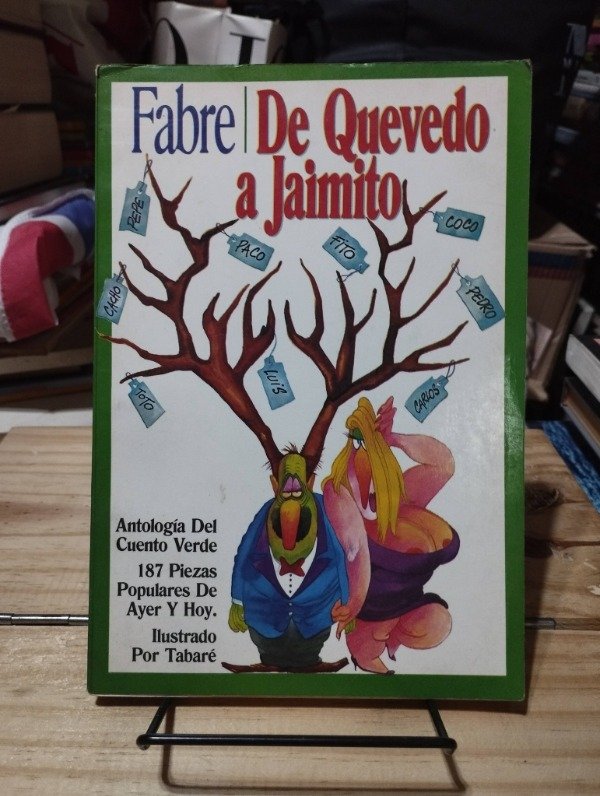 Fabre
De Quevedo
a Jaimito
PEPE
PACO
FITO
COCO
CACHO
PEDRO
TOTO
LUIS
CARLOS
Antología Del
Cuento Verde
187 Piezas
Populares De
Ayer Y Hoy.
Ilustrado
Por Tabaré